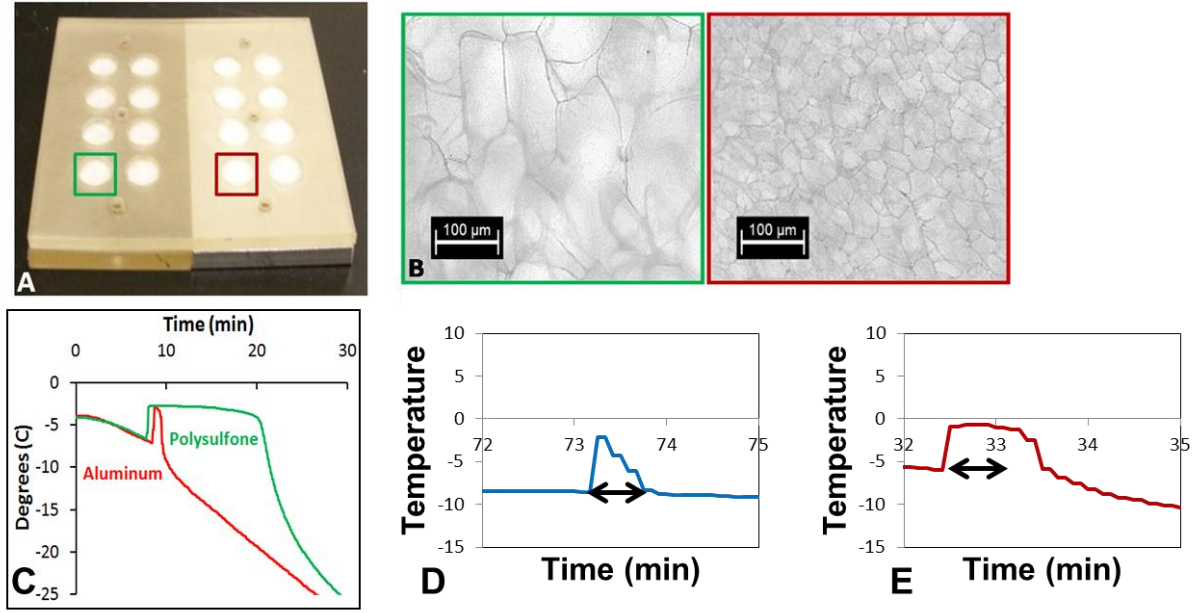 A
100 µm
B
100 µm
Time (min)
0 10 20 30
0
-5
-10
-15
-20
-25
Degrees (C)
Polysulfone
Aluminum
C
10
5
0
-5
-10
-15
72 73 74 75
Temperature
Time (min)
D
10
5
0
-5
-10
-15
32 33 34 35
Temperature
Time (min)
E